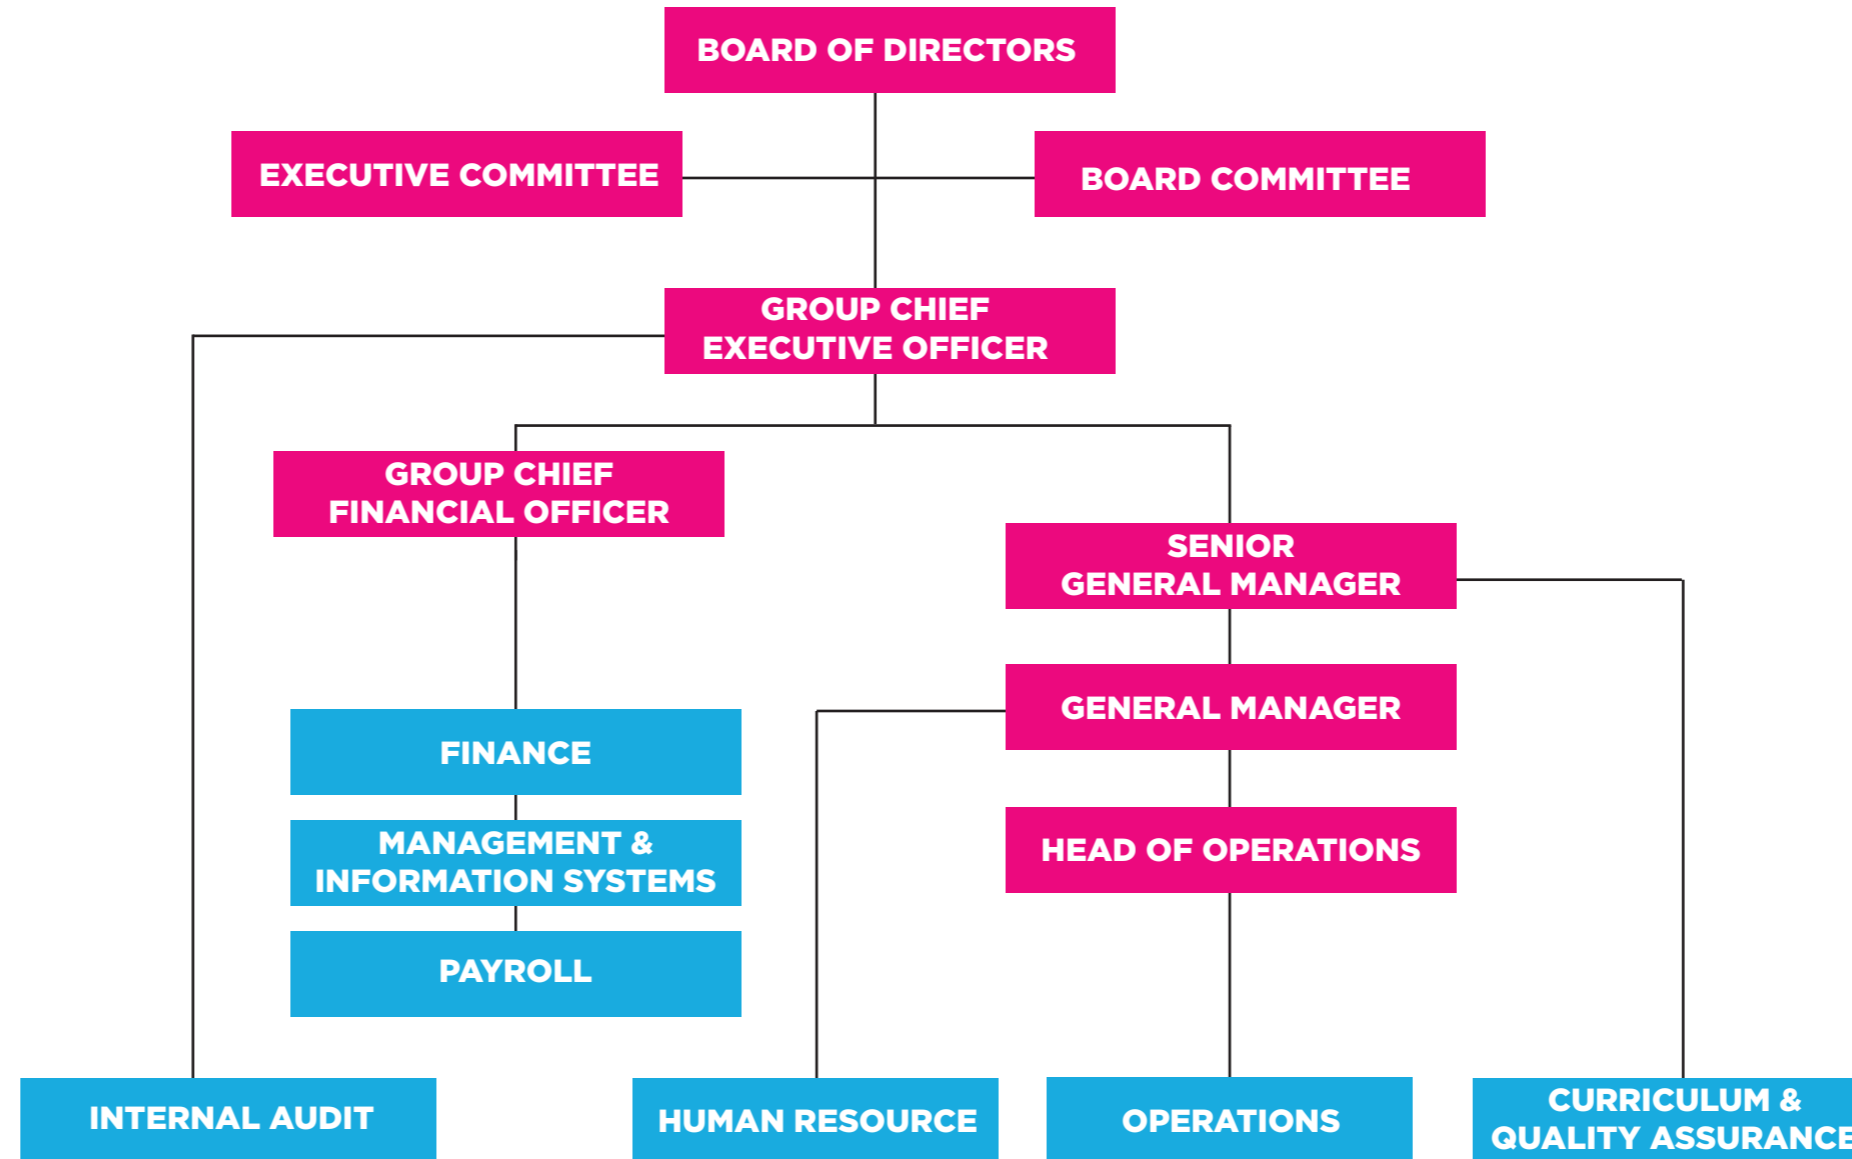 BOARD OF DIRECTORS
EXECUTIVE COMMITTEE
BOARD COMMITTEE
GROUP CHIEF
EXECUTIVE OFFICER
GROUP CHIEF
FINANCIAL OFFICER
SENIOR
GENERAL MANAGER
GENERAL MANAGER
FINANCE
HEAD OF OPERATIONS
MANAGEMENT &
INFORMATION SYSTEMS
PAYROLL
INTERNAL AUDIT
HUMAN RESOURCE
OPERATIONS
CURRICULUM &
QUALITY ASSURANCE